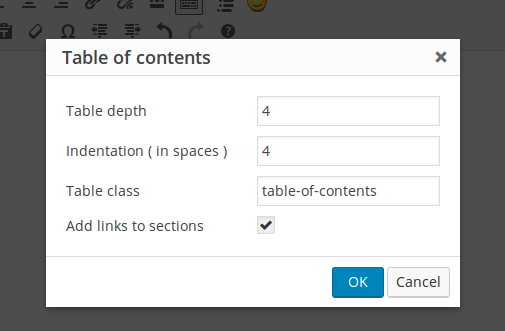 Table of contents
Table depth 4
Indentation ( in spaces ) 4
Table class table-of-contents
Add links to sections
OK Cancel